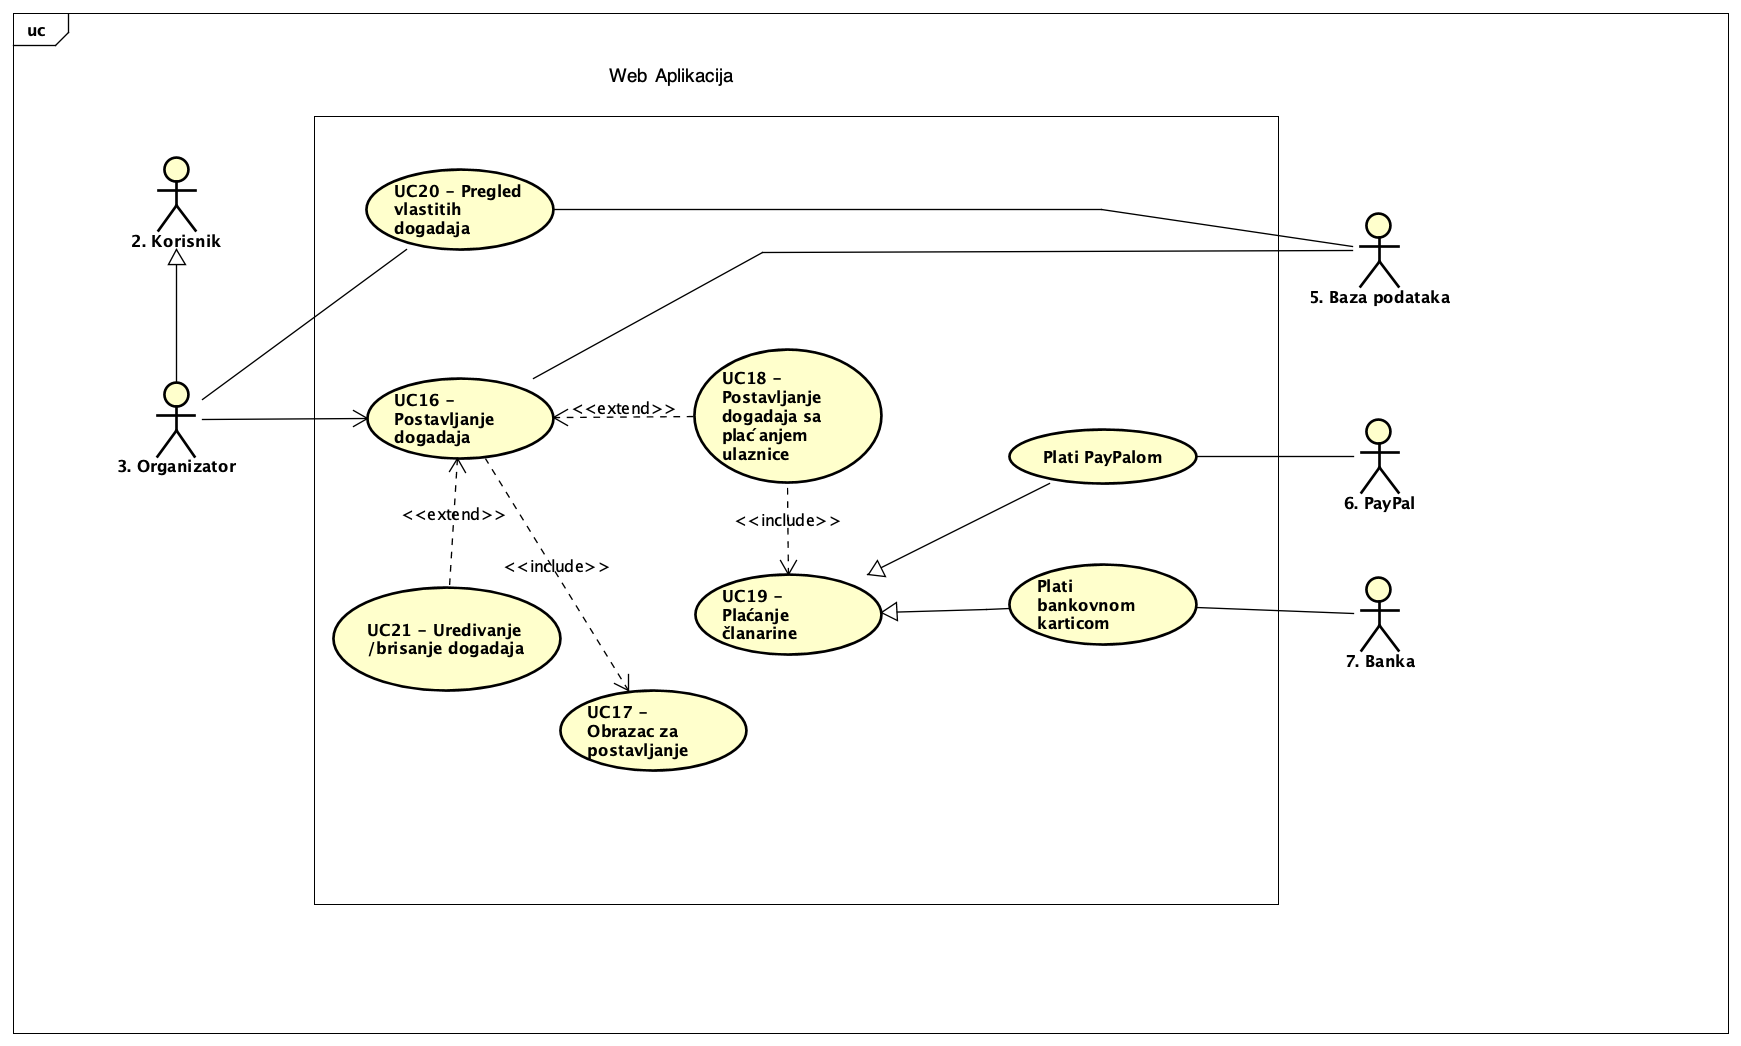 uc
Web Aplikacija
2. Korisnik
UC20 – Pregled
vlastitih
dogadaja
5. Baza podataka
3. Organizator
UC16 –
Postavljanje
dogadaja
<<extend>>
UC18 –
Postavljanje
dogadaja sa
plaćanjem
ulaznice
Plati PayPalom
6. PayPal
<<extend>>
<<include>>
<<include>>
UC21 – Uredivanje
/brisanje dogadaja
UC19 –
Plaćanje
članarine
Plati
bankovnom
karticom
7. Banka
UC17 –
Obrazac za
postavljanje